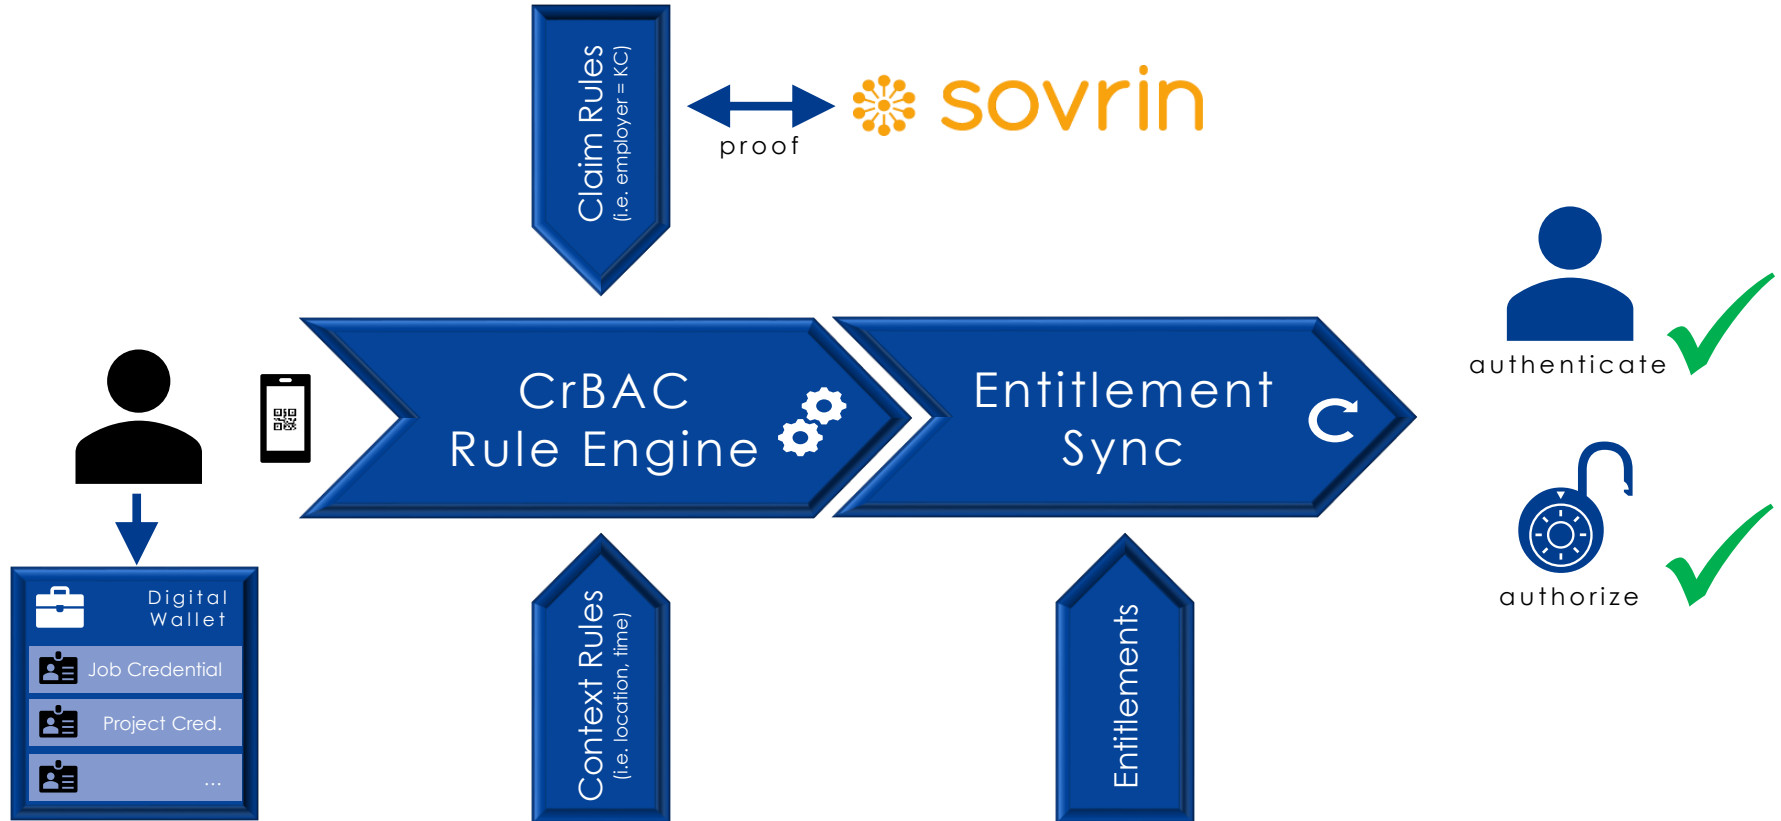 Claim Rules
(i.e. employer = KC)
proof
sovrin
CrBAC
Rule Engine
Entitlement
Sync
authenticate
authorize
Digital
Wallet
Job Credential
Project Cred.
...
Context Rules
(i.e. location, time)
Entitlements